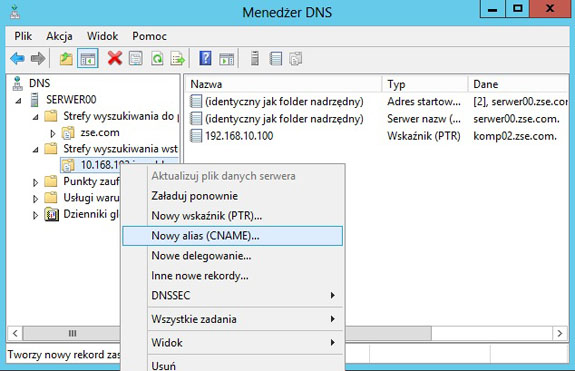 Menedżer DNS
Plik Akcja Widok Pomoc
DNS
SERWER00
Strefy wyszukiwania do
zse.com
Strefy wyszukiwania wst
10.168.192
Punkty zauf
Usługi waru
Dzienniki gl
Nazwa Typ Dane
(identyczny jak folder nadrzędny) Adres startow... [2], serwer00.zse.c
(identyczny jak folder nadrzędny) Serwer nazw (... serwer00.zse.com.
192.168.10.100 Wskaźnik (PTR) komp02.zse.com.
Aktualizuj plik danych serwera
Załaduj ponownie
Nowy wskaźnik (PTR)...
Nowy alias (CNAME)...
Nowe delegowanie...
Inne nowe rekordy...
DNSSEC
Wszystkie zadania
Widok
Usuń
Tworzy nowy rekord zas